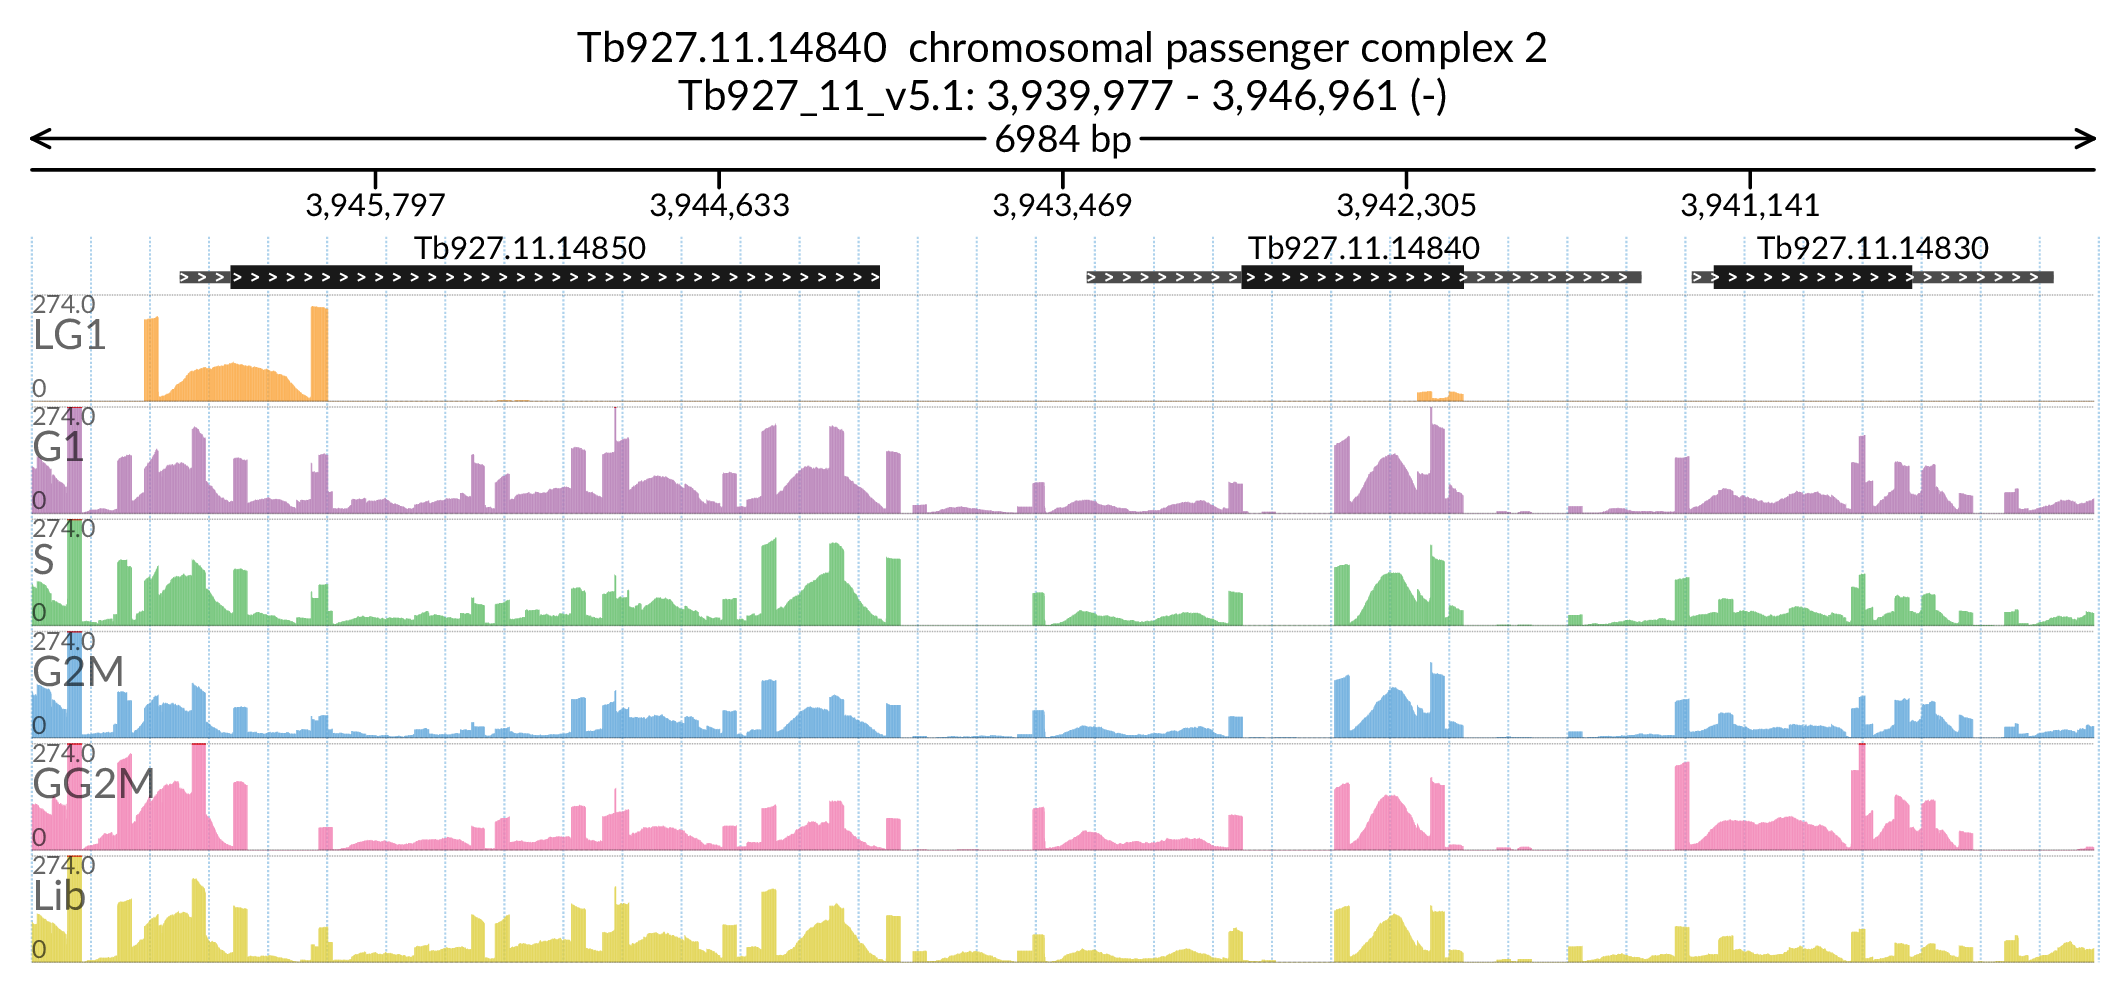 Tb927.11.14840 chromosomal passenger complex 2
Tb927_11_v5.1: 3,939,977 - 3,946,961 (-)
6984 bp
3,945,797 3,944,633 3,943,469 3,942,305 3,941,141
Tb927.11.14850 Tb927.11.14840 Tb927.11.14830
274.0
LG1
0
274.0
G1
0
274.0
S
0
274.0
G2M
0
274.0
GG2M
0
274.0
Lib
0